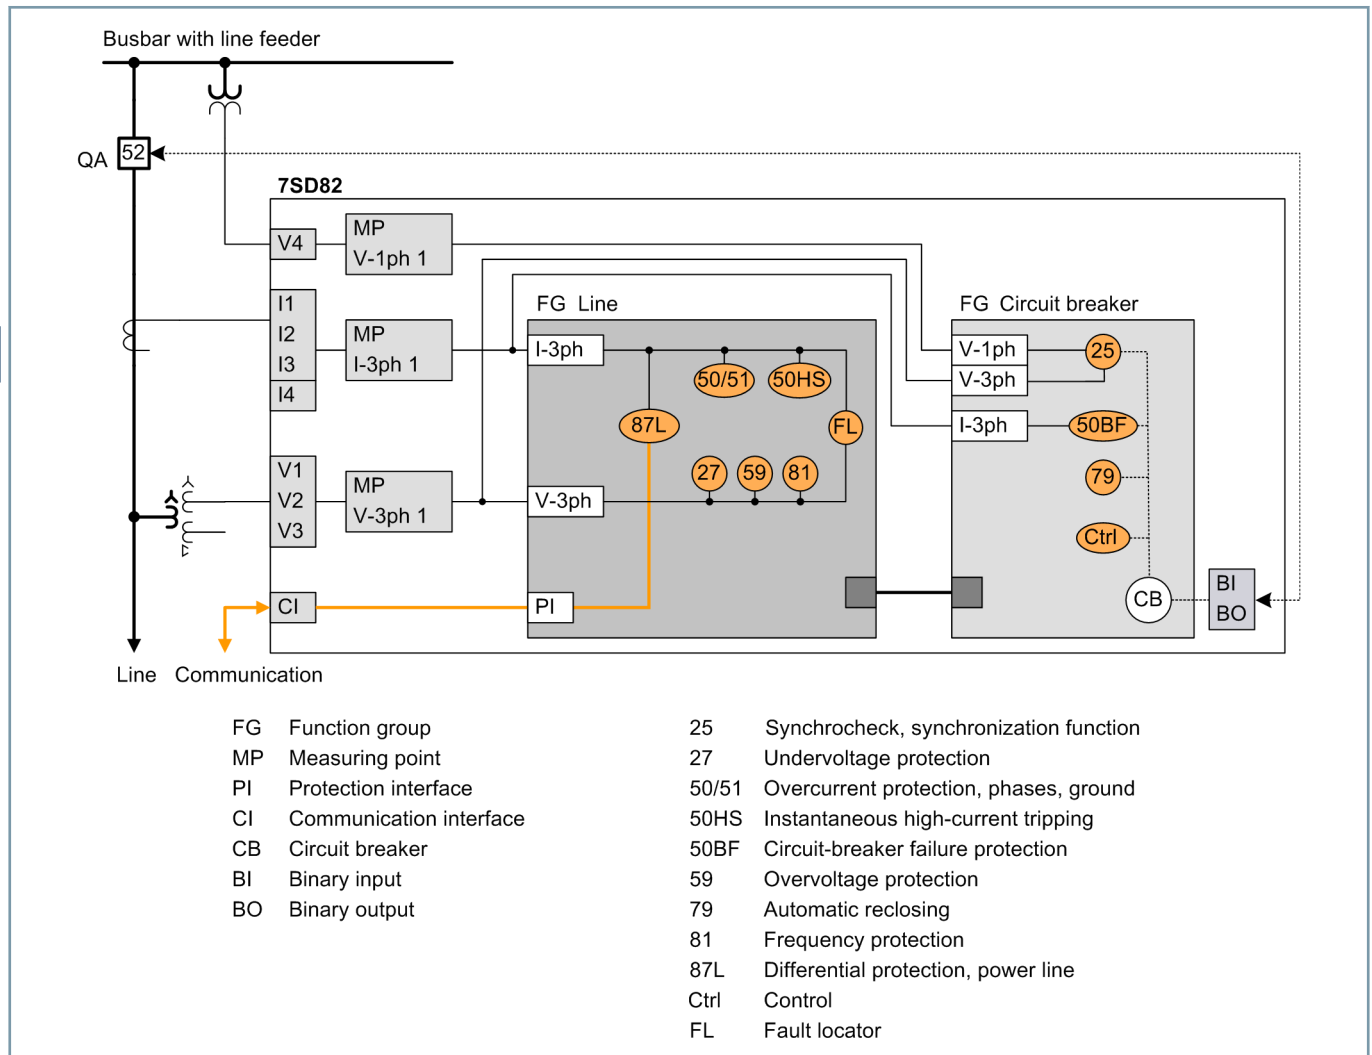 Busbar with line feeder
QA
52
7SD82
V4
MP
V-1ph 1
I1
I2
I3
I4
MP
I-3ph 1
V1
V2
V3
MP
V-3ph 1
CI
FG Line
I-3ph
50/51
50HS
87L
FL
27
59
81
V-3ph
PI
FG Circuit breaker
V-1ph
25
V-3ph
I-3ph
50BF
79
Ctrl
CB
BI
BO
Line
Communication
FG Function group
MP Measuring point
PI Protection interface
CI Communication interface
CB Circuit breaker
BI Binary input
BO Binary output
25 Synchrocheck, synchronization function
27 Undervoltage protection
50/51 Overcurrent protection, phases, ground
50HS Instantaneous high-current tripping
50BF Circuit-breaker failure protection
59 Overvoltage protection
79 Automatic reclosing
81 Frequency protection
87L Differential protection, power line
Ctrl Control
FL Fault locator